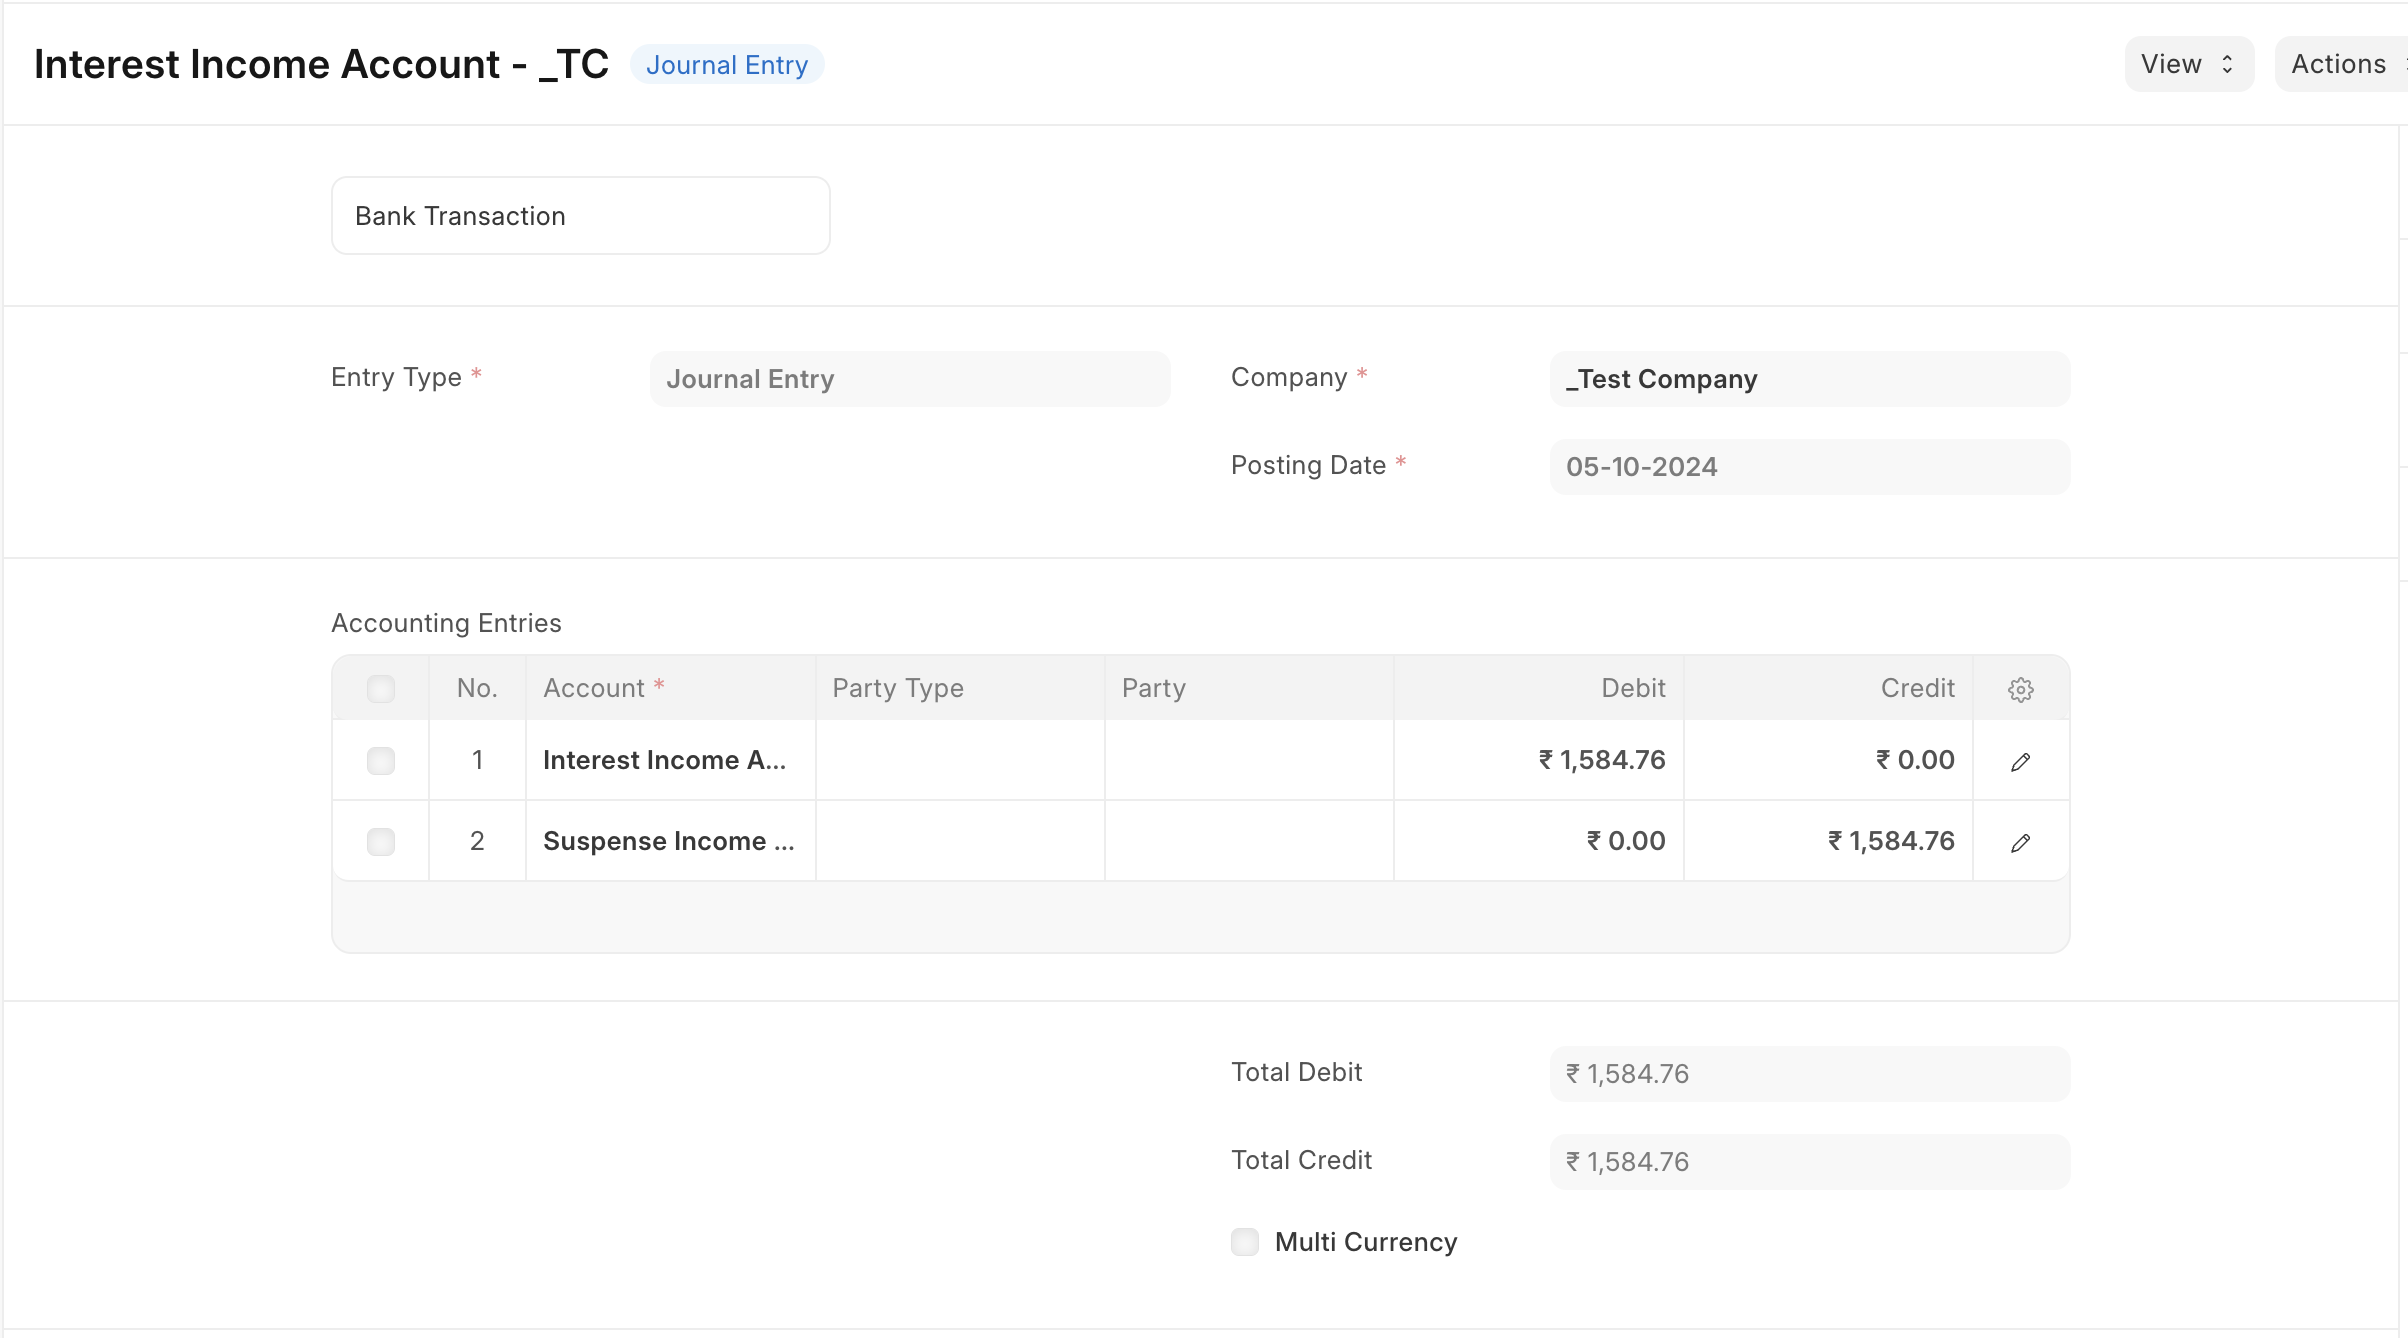 Interest Income Account - _TC Journal Entry View Actions
Bank Transaction
Entry Type * Journal Entry Company * _Test Company
Posting Date * 05-10-2024
Accounting Entries
No. Account * Party Type Party Debit Credit
1 Interest Income A... ₹ 1,584.76 ₹ 0.00
2 Suspense Income ... ₹ 0.00 ₹ 1,584.76
Total Debit ₹ 1,584.76
Total Credit ₹ 1,584.76
Multi Currency